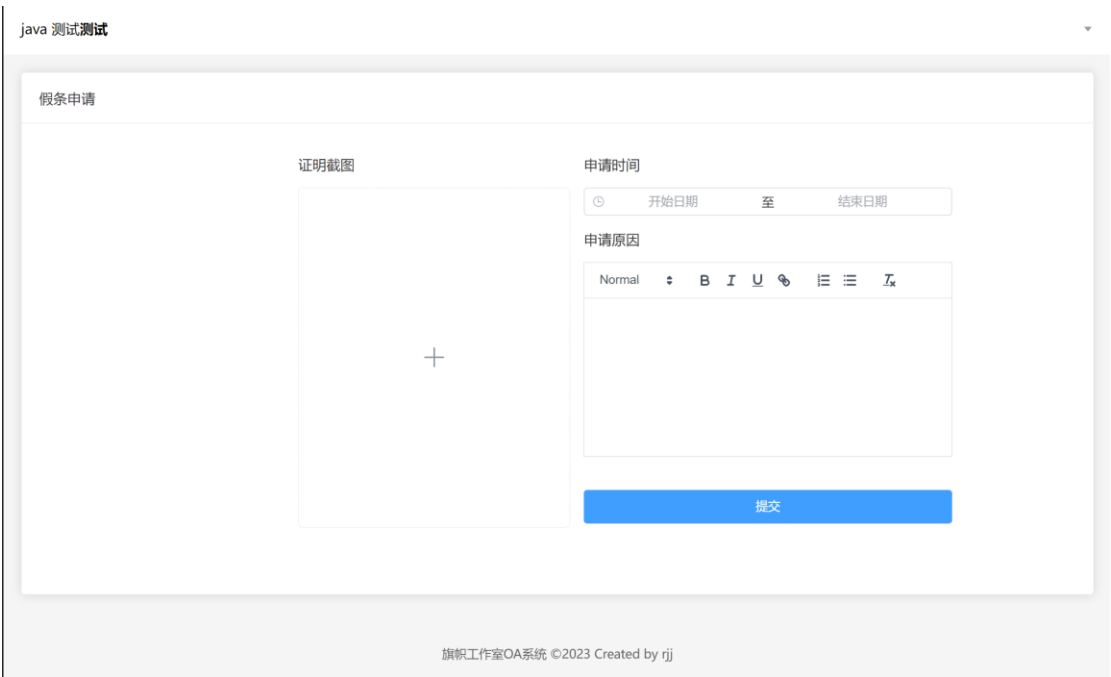 java 测试测试
假条申请
证明截图
申请时间
开始日期 至 结束日期
申请原因
Normal B I U
提交
旗帜工作室OA系统 ©2023 Created by rjj